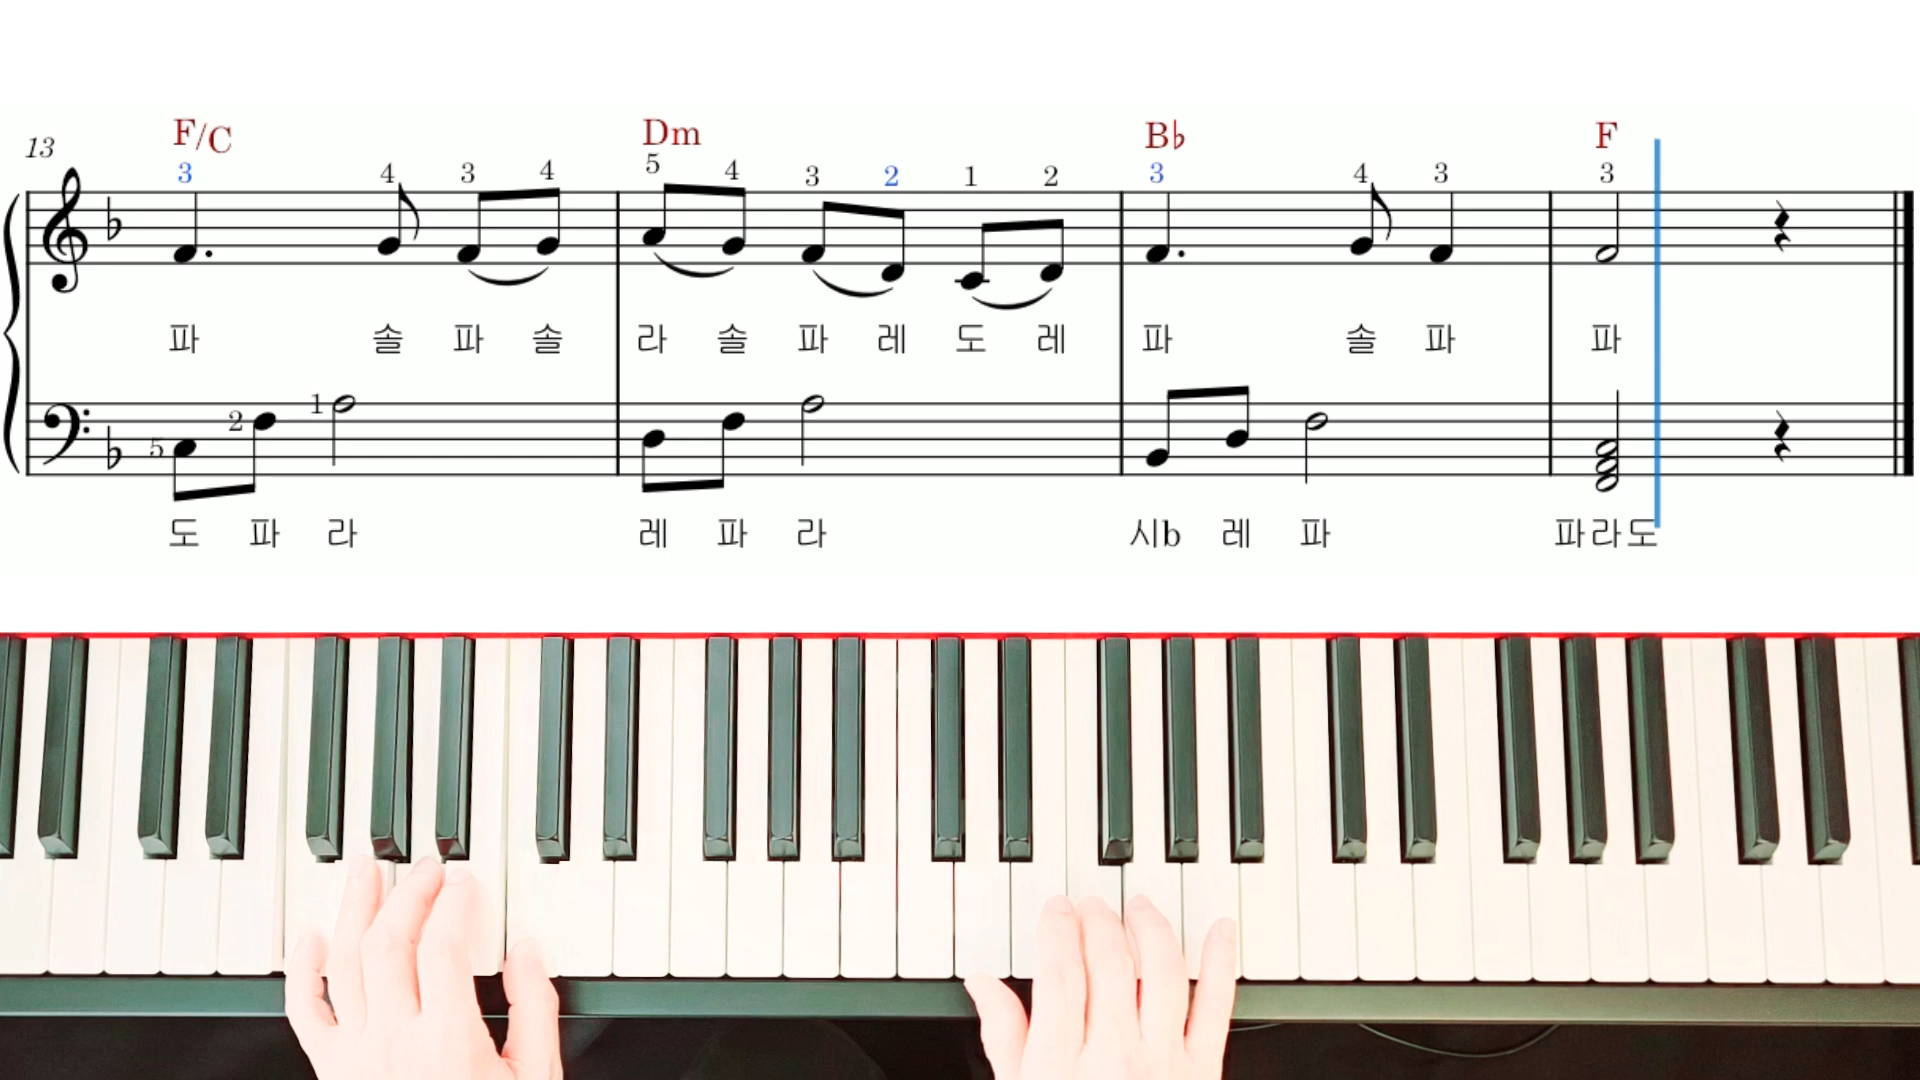 F/C Dm B♭ F
13
3 4 3 4 5 4 3 2 1 2 3 4 3 3
파 솔 파 솔 라 솔 파 레 도 레 파 솔 파 파
5 2 1
도 파 라 레 파 라 시b 레 파 파라도